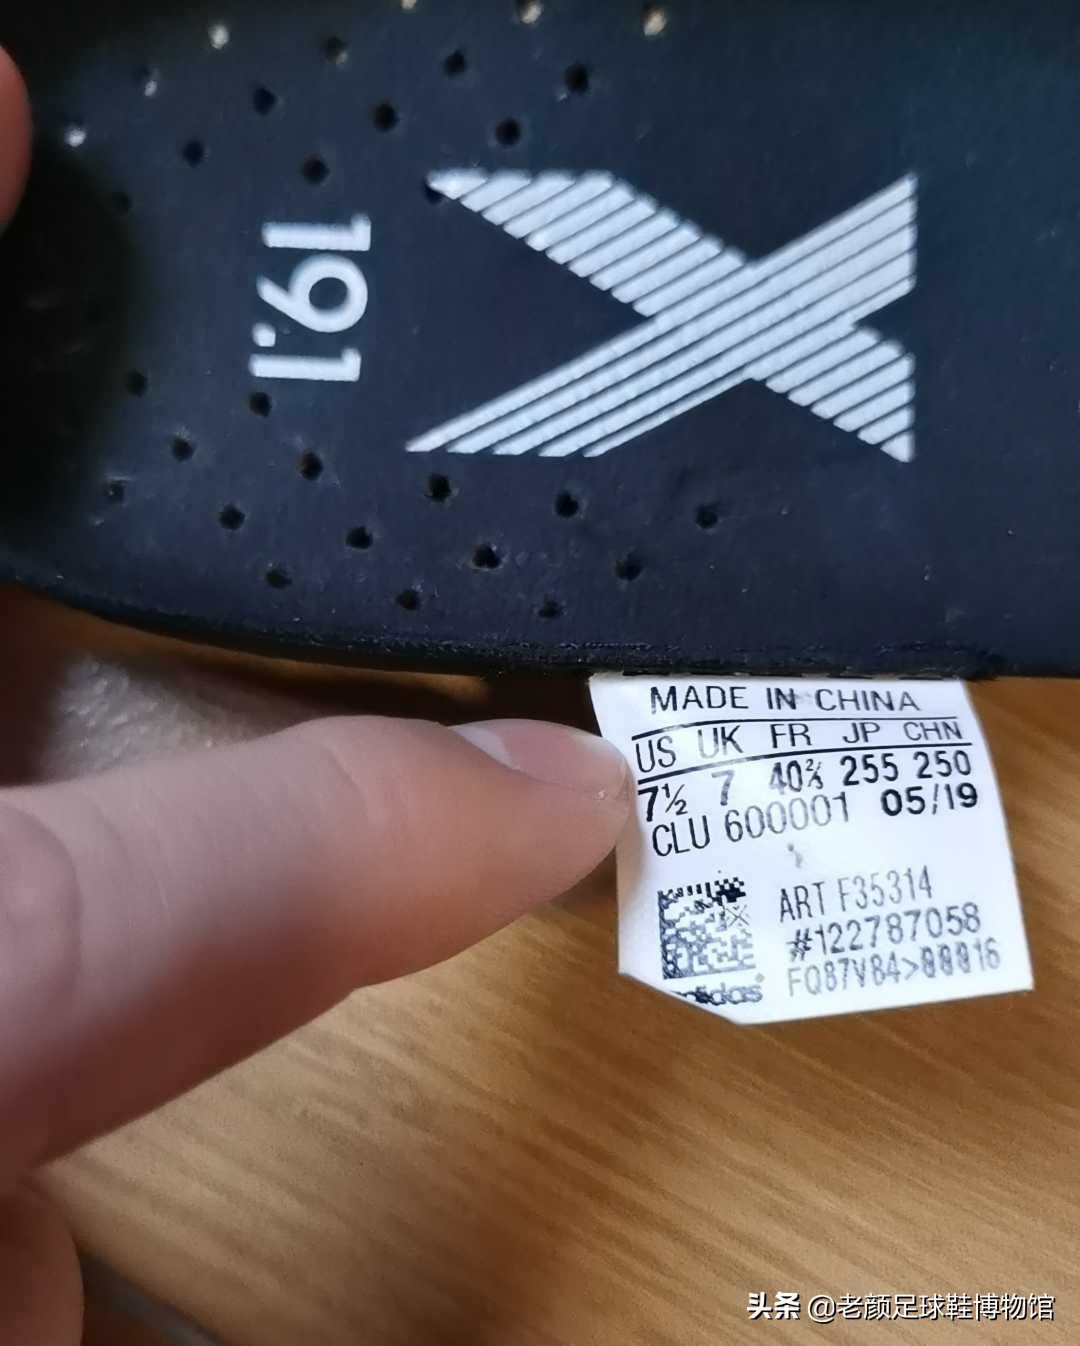 X
19.1
MADE IN CHINA
US UK FR JP CHN
7½ 7 40⅔ 255 250
CLU 600001 05/19
ART F35314
#122787058
FQ87V84>00016
adidas
头条 @老颜足球鞋博物馆